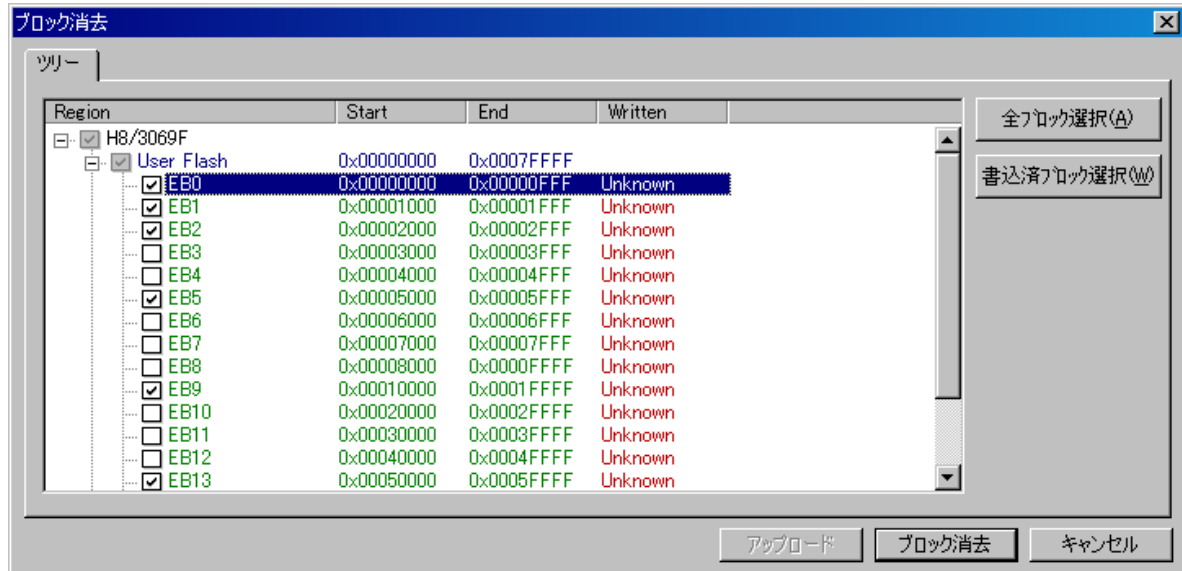 ブロック消去
ツリー
Region Start End Written
H8/3069F
User Flash 0x00000000 0x0007FFFF
EB0 0x00000000 0x00000FFF Unknown
EB1 0x00001000 0x00001FFF Unknown
EB2 0x00002000 0x00002FFF Unknown
EB3 0x00003000 0x00003FFF Unknown
EB4 0x00004000 0x00004FFF Unknown
EB5 0x00005000 0x00005FFF Unknown
EB6 0x00006000 0x00006FFF Unknown
EB7 0x00007000 0x00007FFF Unknown
EB8 0x00008000 0x0000FFFF Unknown
EB9 0x00010000 0x0001FFFF Unknown
EB10 0x00020000 0x0002FFFF Unknown
EB11 0x00030000 0x0003FFFF Unknown
EB12 0x00040000 0x0004FFFF Unknown
EB13 0x00050000 0x0005FFFF Unknown
全ブロック選択(A)
書込済ブロック選択(W)
アップロード ブロック消去 キャンセル